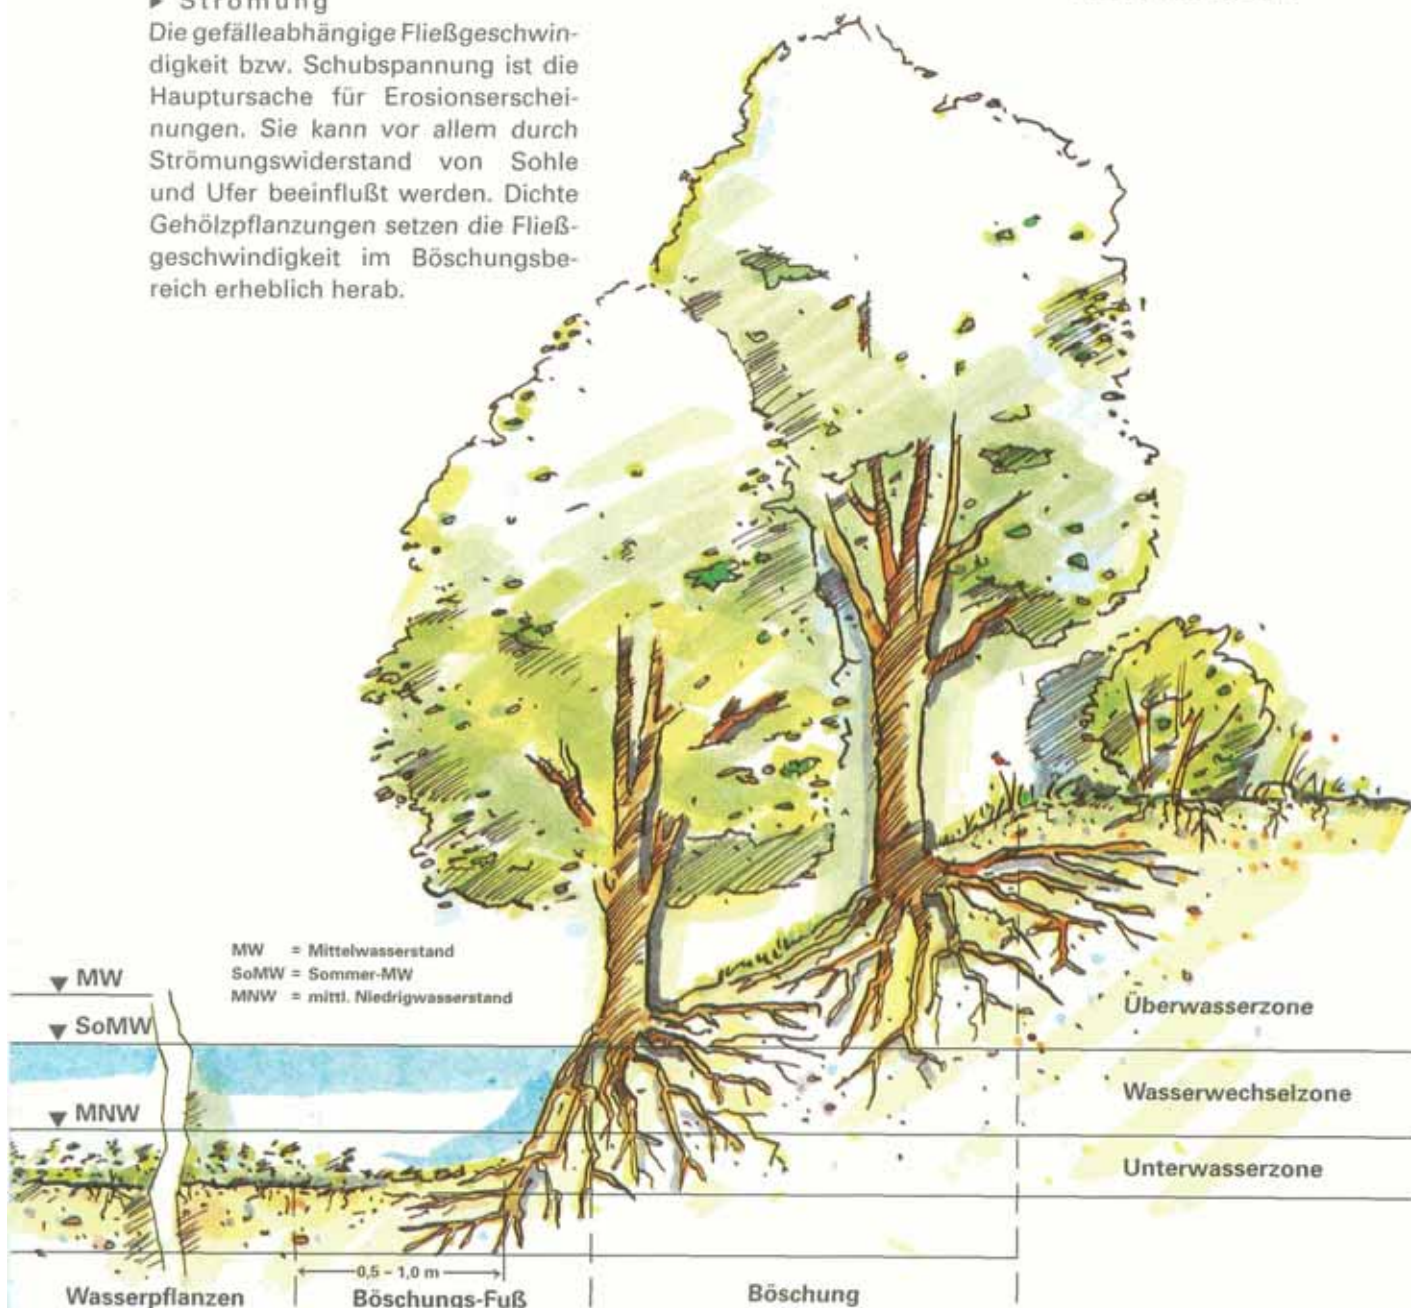 ▶ Strömung
Die gefälleabhängige Fließgeschwin-
digkeit bzw. Schubspannung ist die
Hauptursache für Erosionserschei-
nungen. Sie kann vor allem durch
Strömungswiderstand von Sohle
und Ufer beeinflußt werden. Dichte
Gehölzpflanzungen setzen die Fließ-
geschwindigkeit im Böschungsbe-
reich erheblich herab.
MW = Mittelwasserstand
SoMW = Sommer-MW
MNW = mittl. Niedrigwasserstand
▼ MW
▼ SoMW
▼ MNW
Überwasserzone
Wasserwechselzone
Unterwasserzone
0,5 – 1,0 m
Wasserpflanzen
Böschungs-Fuß
Böschung